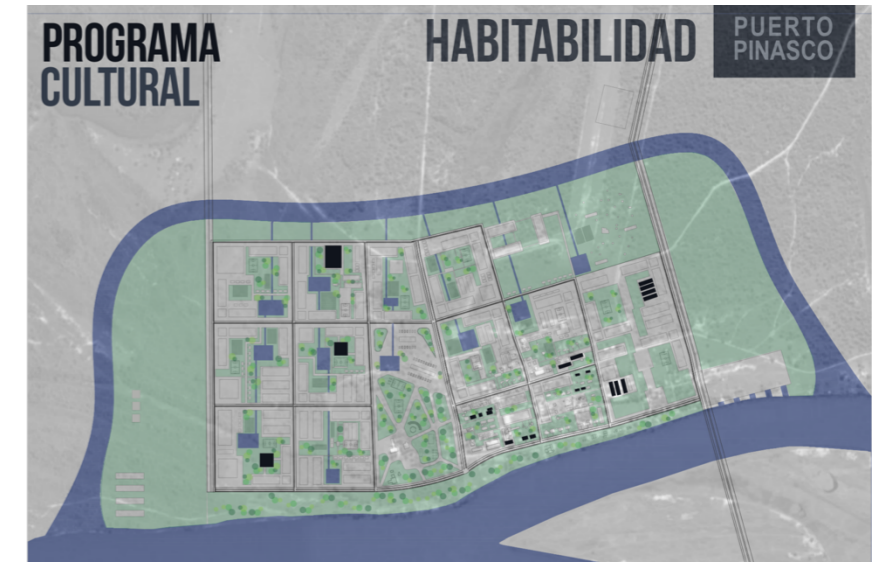 PROGRAMA
CULTURAL
HABITABILIDAD
PUERTO
PINASCO